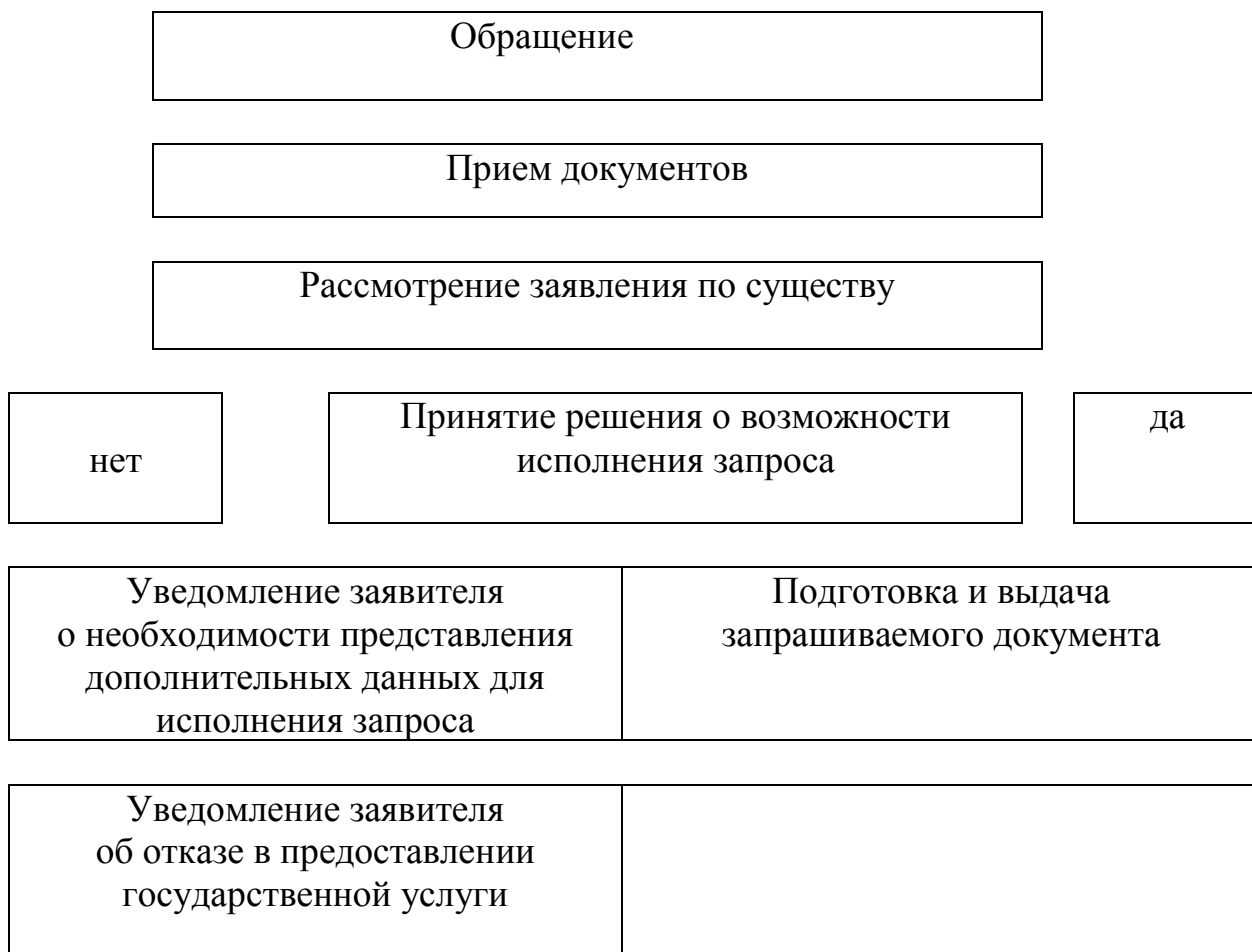 Обращение
Прием документов
Рассмотрение заявления по существу
нет
Принятие решения о возможности
исполнения запроса
да
Уведомление заявителя
о необходимости представления
дополнительных данных для
исполнения запроса
Подготовка и выдача
запрашиваемого документа
Уведомление заявителя
об отказе в предоставлении
государственной услуги